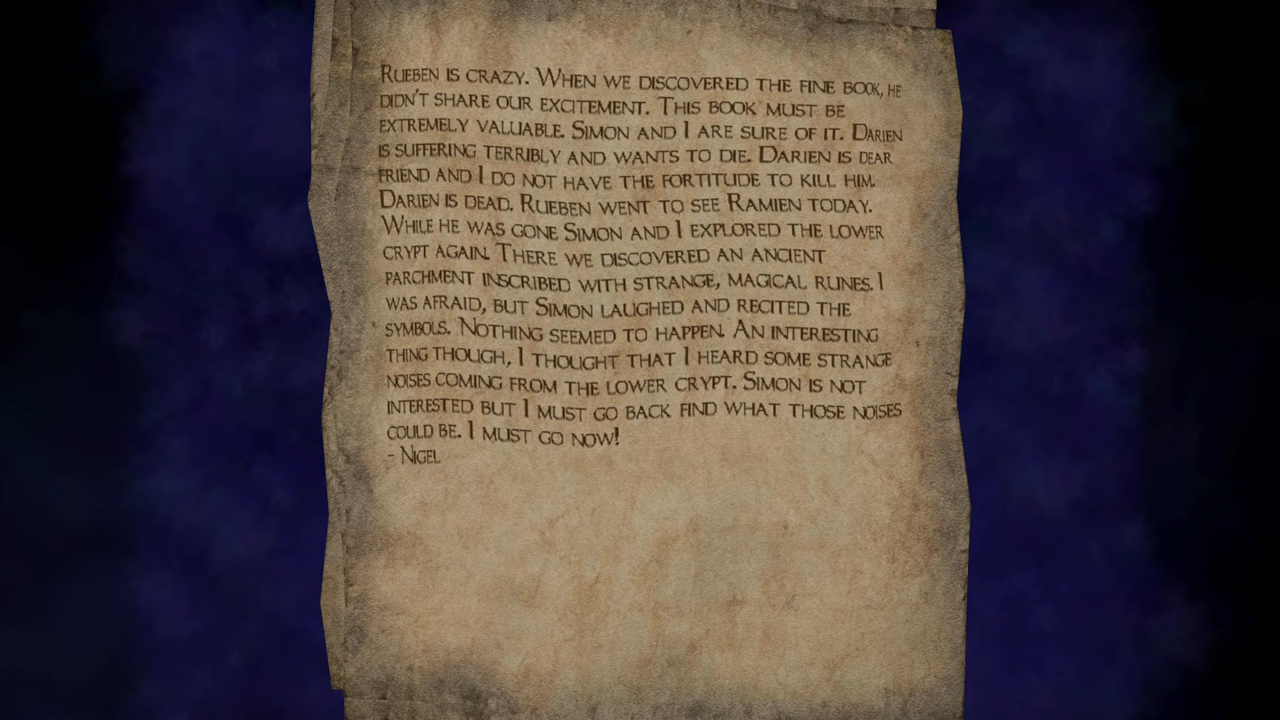 Rueben is crazy. When we discovered the fine book, he
didn't share our excitement. This book must be
extremely valuable. Simon and I are sure of it. Darien
is suffering terribly and wants to die. Darien is dear
friend and I do not have the fortitude to kill him.
Darien is dead. Rueben went to see Ramien today.
While he was gone Simon and I explored the lower
crypt again. There we discovered an ancient
parchment inscribed with strange, magical runes. I
was afraid, but Simon laughed and recited the
symbols. Nothing seemed to happen. An interesting
thing though, I thought that I heard some strange
noises coming from the lower crypt. Simon is not
interested but I must go back find what those noises
could be. I must go now!
- Nigel